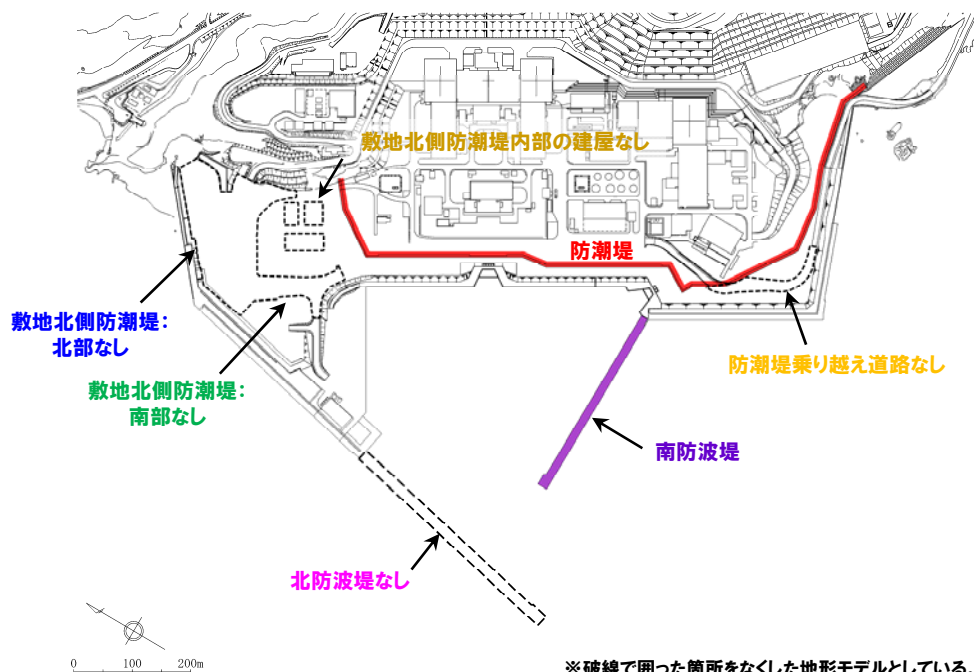 敷地北側防潮堤内部の建屋なし
防潮堤
敷地北側防潮堤：
北部なし
防潮堤乗り越え道路なし
敷地北側防潮堤：
南部なし
南防波堤
北防波堤なし
0 100 200m
※破線で囲った箇所をなくした地形モデルとしている。